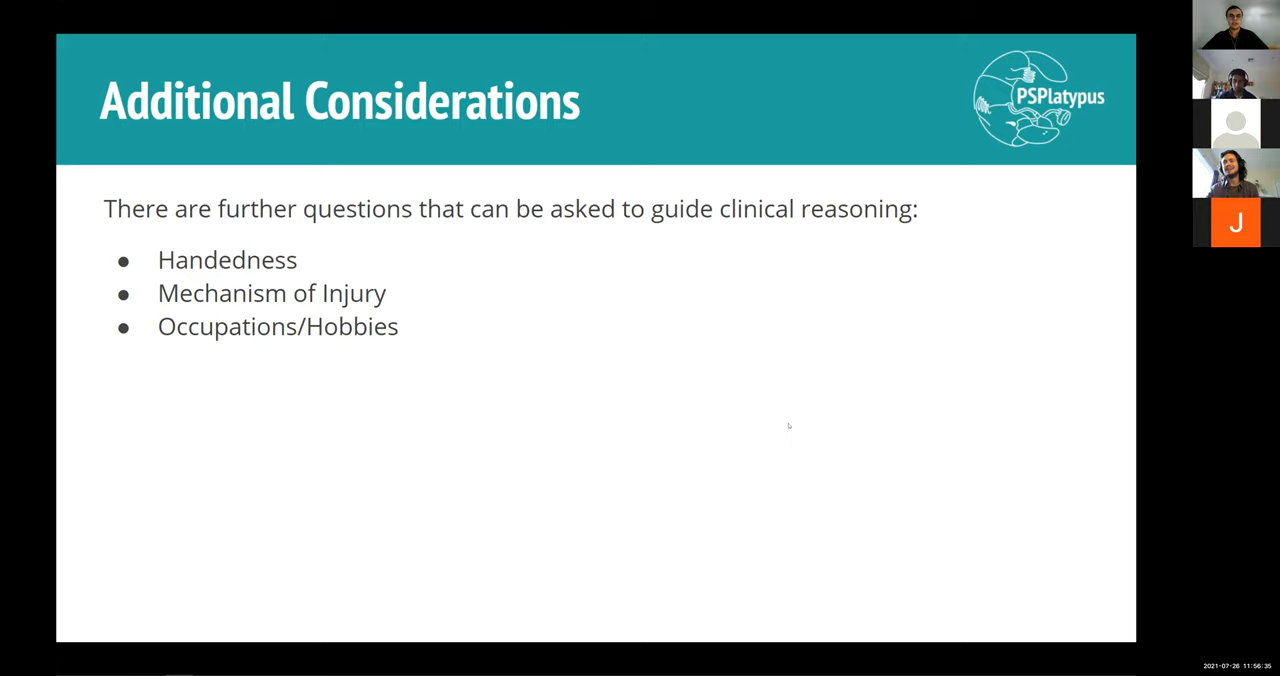 Additional Considerations
PSPlatypus
There are further questions that can be asked to guide clinical reasoning:
● Handedness
● Mechanism of Injury
● Occupations/Hobbies
J
2021-07-26 11:56:35